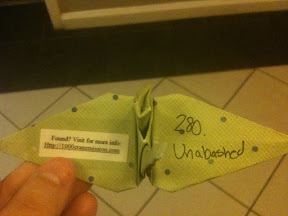 Found? Visit for more info:
Http://1000cranemission.com
280.
Unabashed